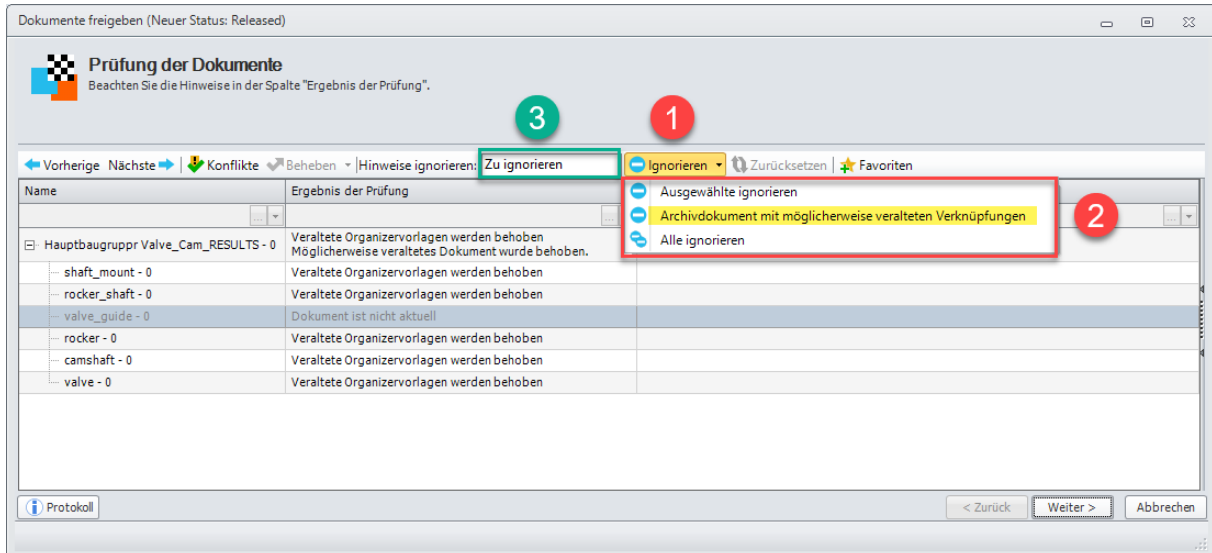 Dokumente freigeben (Neuer Status: Released)
Prüfung der Dokumente
Beachten Sie die Hinweise in der Spalte "Ergebnis der Prüfung".
3
1
Vorherige Nächste Konflikte Beheben Hinweise ignorieren: Zu ignorieren Ignorieren Zurücksetzen Favoriten
Name Ergebnis der Prüfung
Ausgewählte ignorieren
Archivdokument mit möglicherweise veralteten Verknüpfungen
2
Alle ignorieren
Hauptbaugruppr Valve_Cam_RESULTS - 0 Veraltete Organizervorlagen werden behoben
Möglicherweise veraltetes Dokument wurde behoben.
shaft_mount - 0 Veraltete Organizervorlagen werden behoben
rocker_shaft - 0 Veraltete Organizervorlagen werden behoben
valve_guide - 0 Dokument ist nicht aktuell
rocker - 0 Veraltete Organizervorlagen werden behoben
camshaft - 0 Veraltete Organizervorlagen werden behoben
valve - 0 Veraltete Organizervorlagen werden behoben
Protokoll < Zurück Weiter > Abbrechen